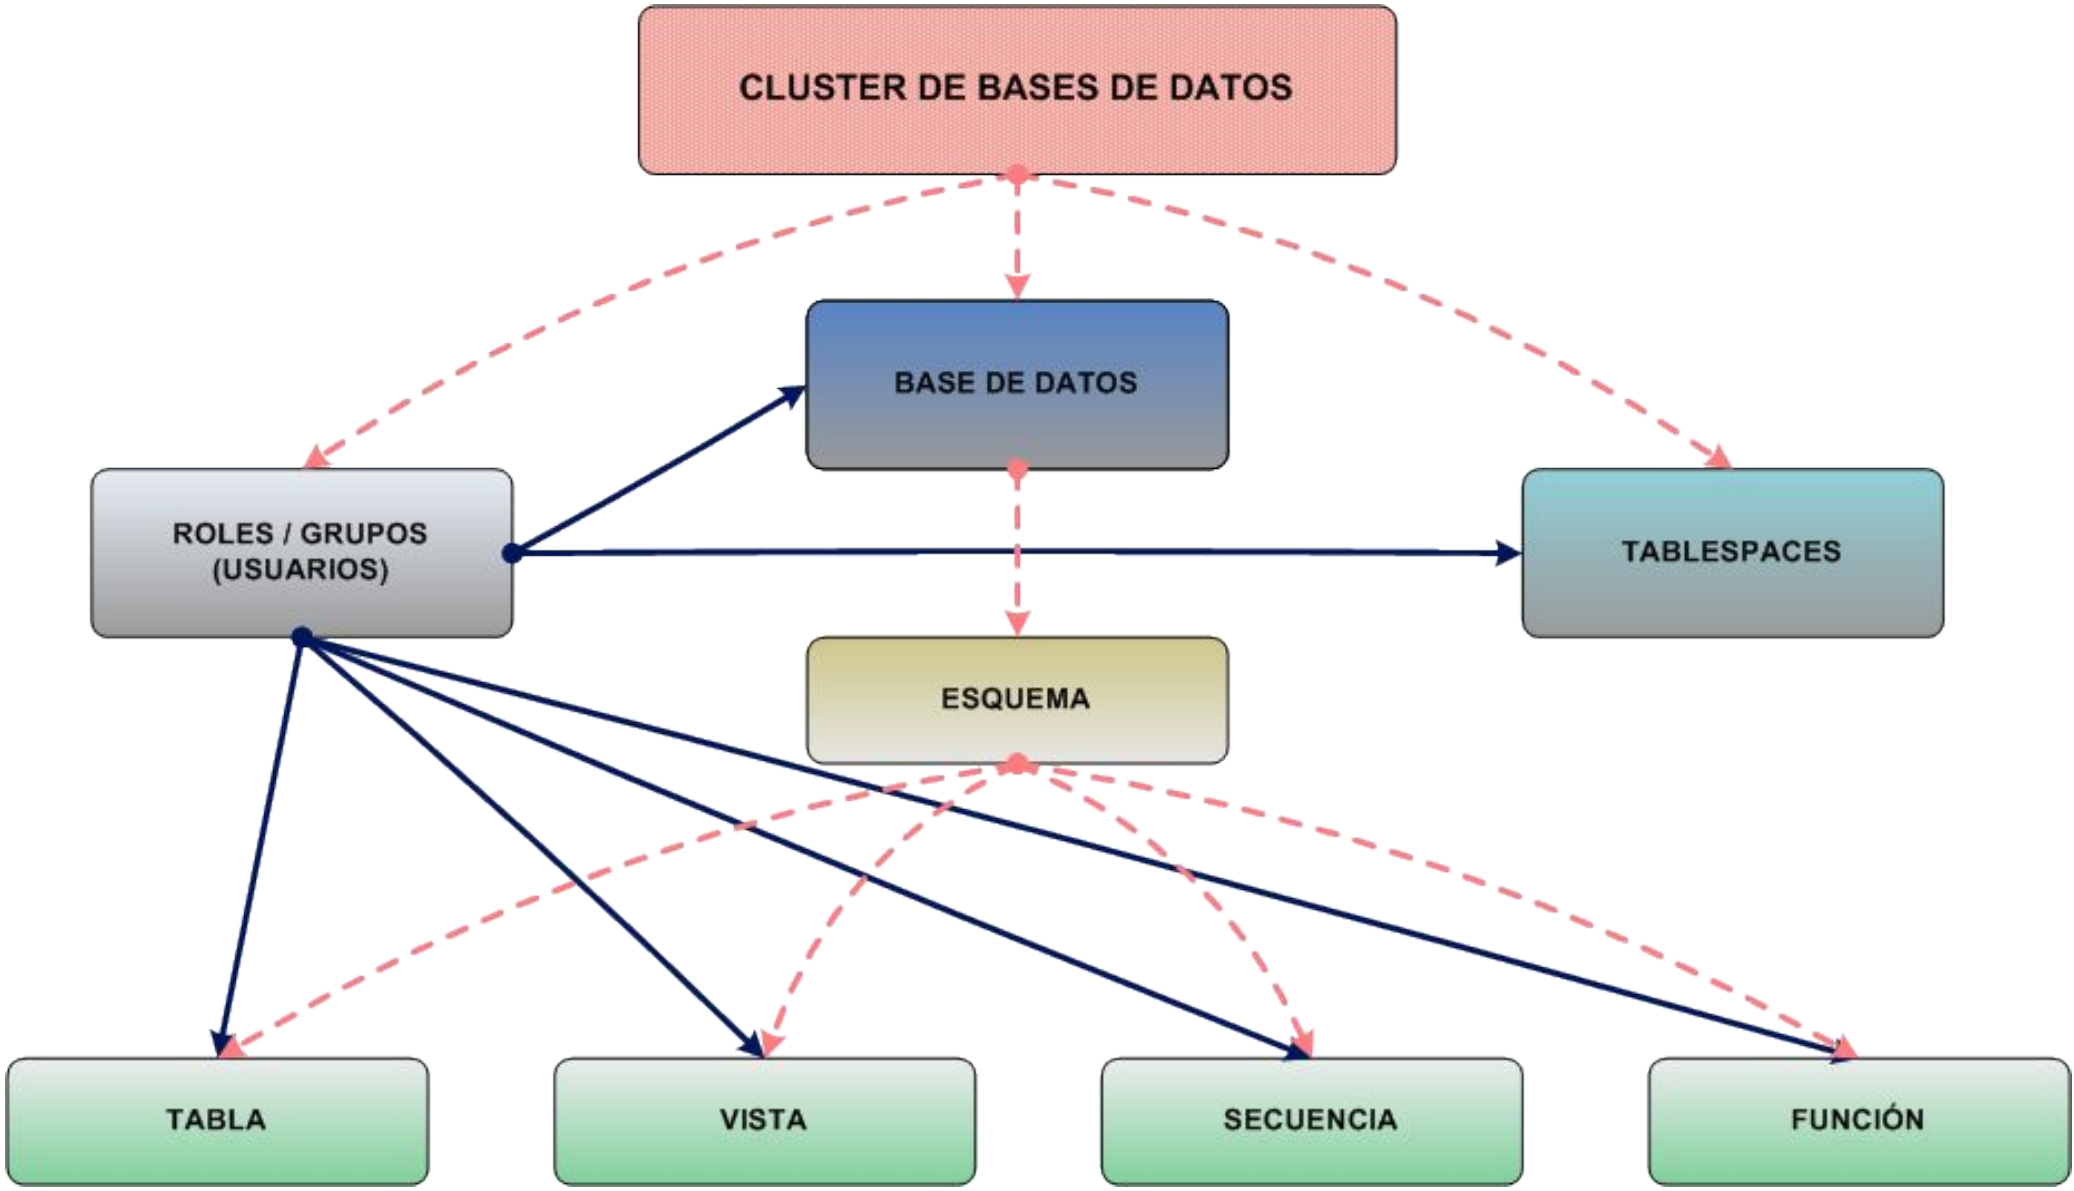 CLUSTER DE BASES DE DATOS
BASE DE DATOS
ROLES / GRUPOS
(USUARIOS)
TABLESPACES
ESQUEMA
TABLA
VISTA
SECUENCIA
FUNCIÓN